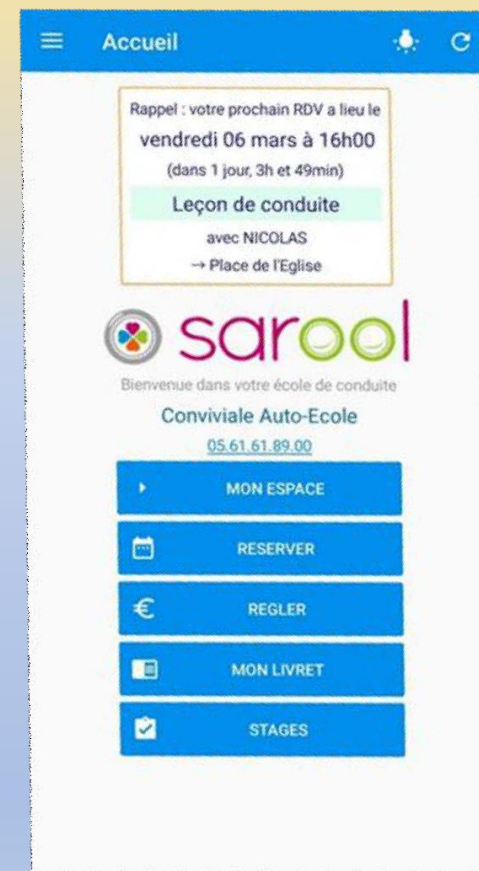 Accueil
Rappel : votre prochain RDV a lieu le
vendredi 06 mars à 16h00
(dans 1 jour, 3h et 49min)
Leçon de conduite
avec NICOLAS
→ Place de l'Eglise
sarool
Bienvenue dans votre école de conduite
Conviviale Auto-Ecole
05.61.61.89.00
MON ESPACE
RESERVER
€ REGLER
MON LIVRET
STAGES